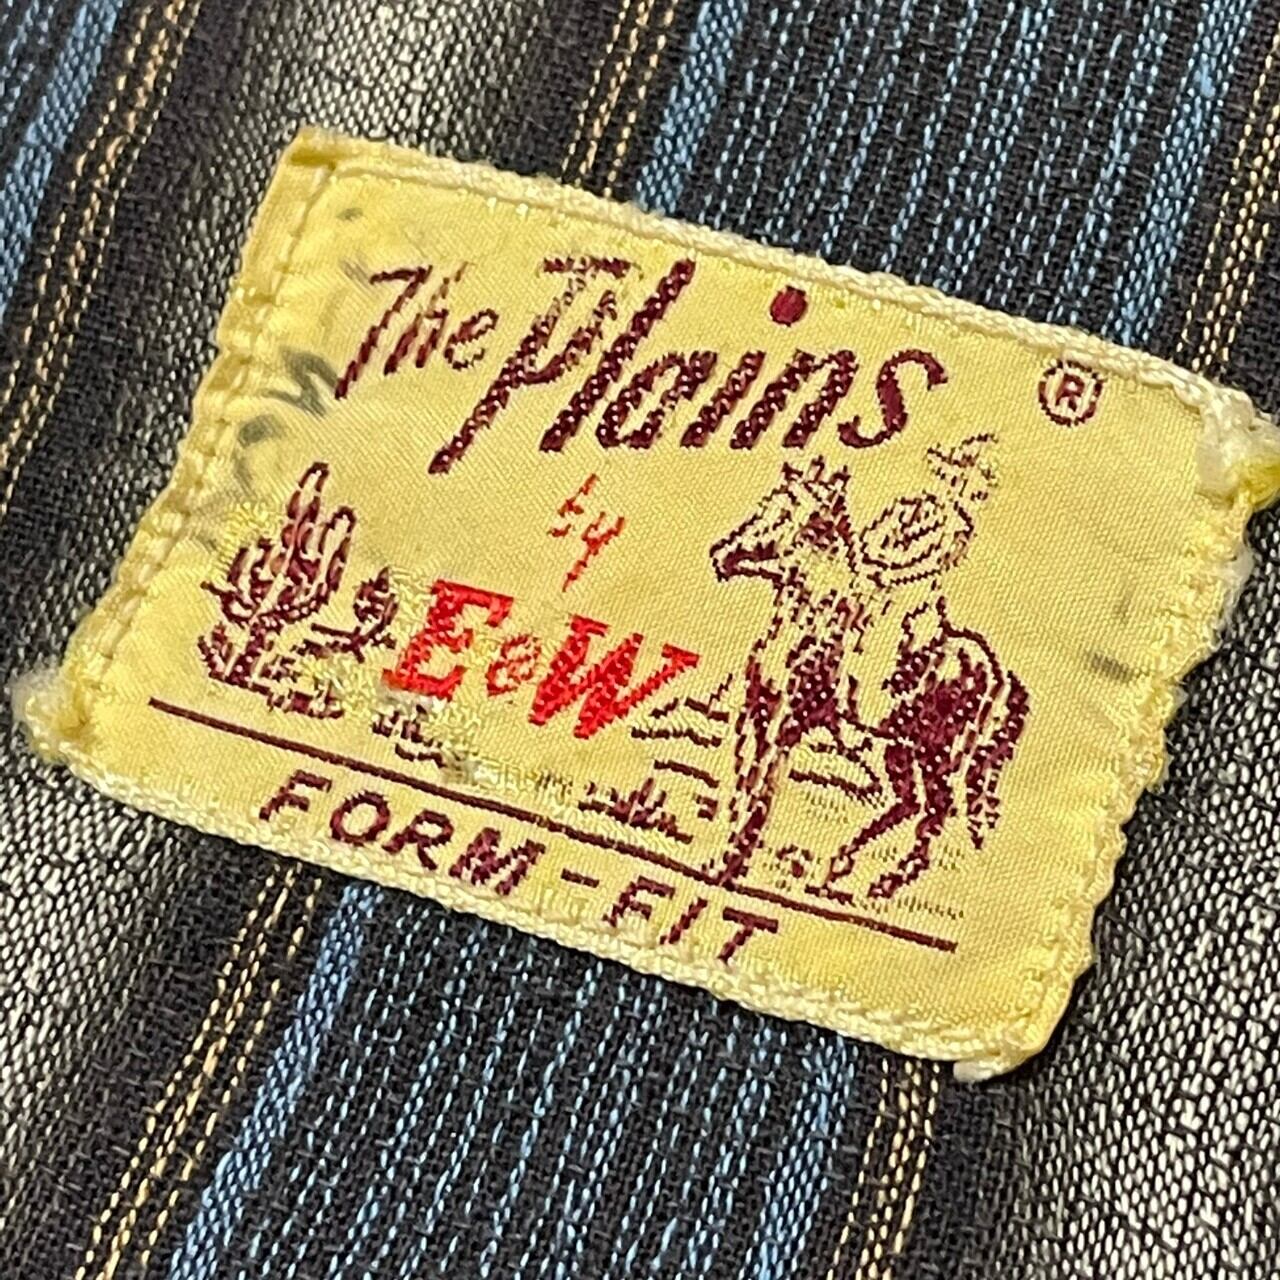 The Plains ®
by
E&W
FORM-FIT